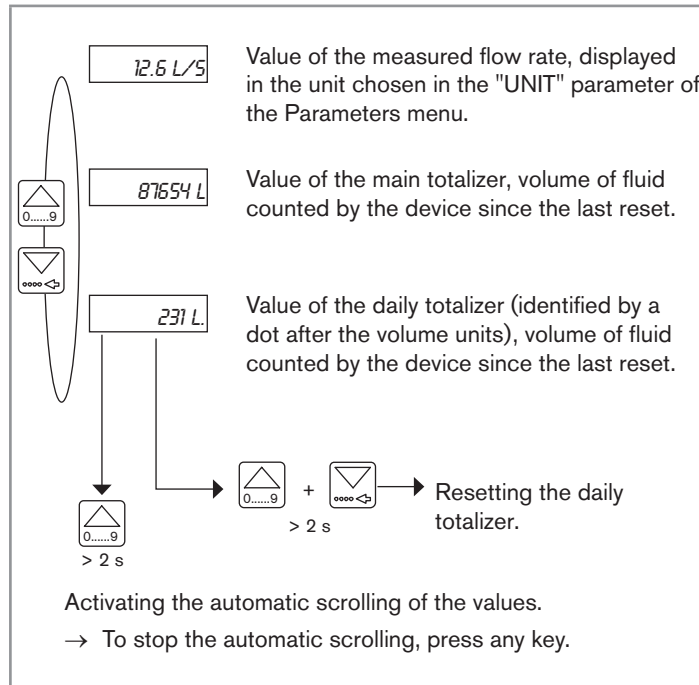 12.6 L/S
Value of the measured flow rate, displayed
in the unit chosen in the "UNIT" parameter of
the Parameters menu.
87654 L
Value of the main totalizer, volume of fluid
counted by the device since the last reset.
0......9
231 L.
Value of the daily totalizer (identified by a
dot after the volume units), volume of fluid
counted by the device since the last reset.
0......9
+
> 2 s
Resetting the daily
totalizer.
0......9
> 2 s
Activating the automatic scrolling of the values.
→ To stop the automatic scrolling, press any key.